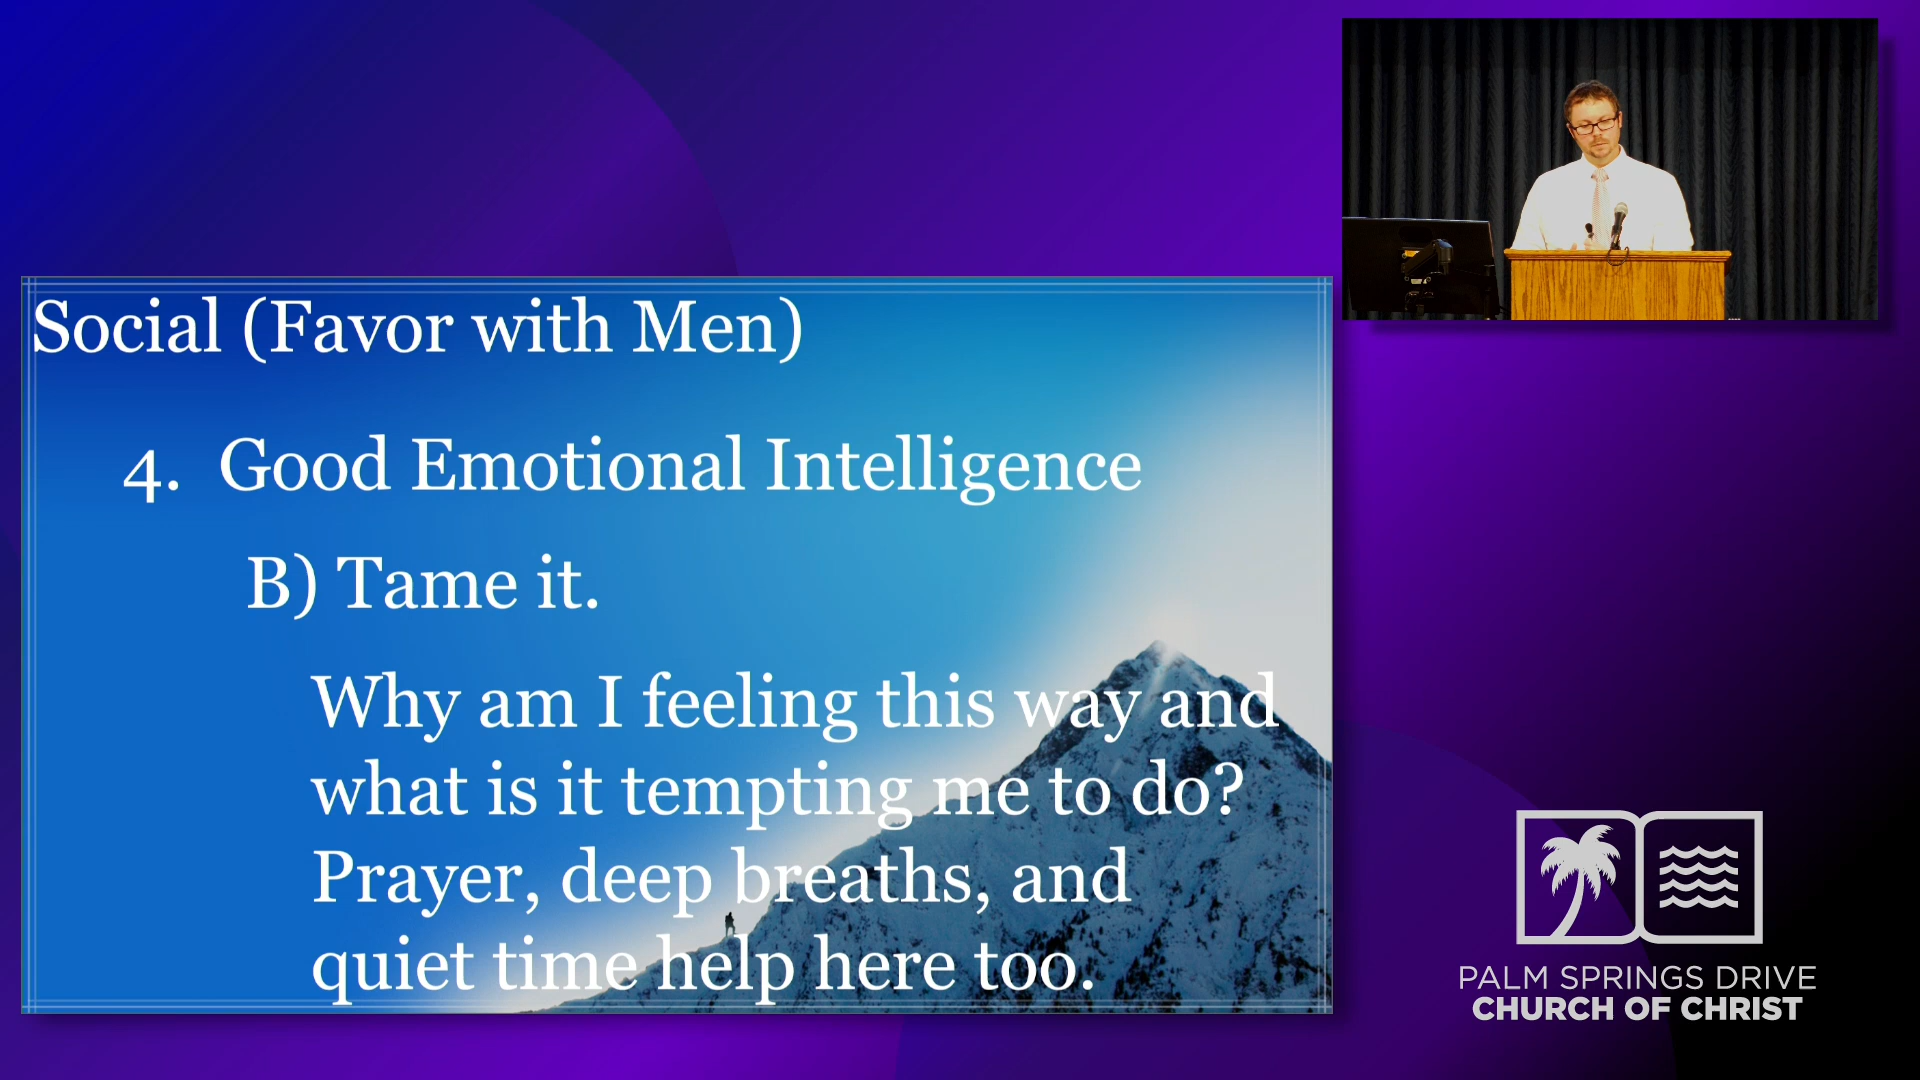 Social (Favor with Men)
4. Good Emotional Intelligence
B) Tame it.
Why am I feeling this way and
what is it tempting me to do?
Prayer, deep breaths, and
quiet time help here too.
PALM SPRINGS DRIVE
CHURCH OF CHRIST